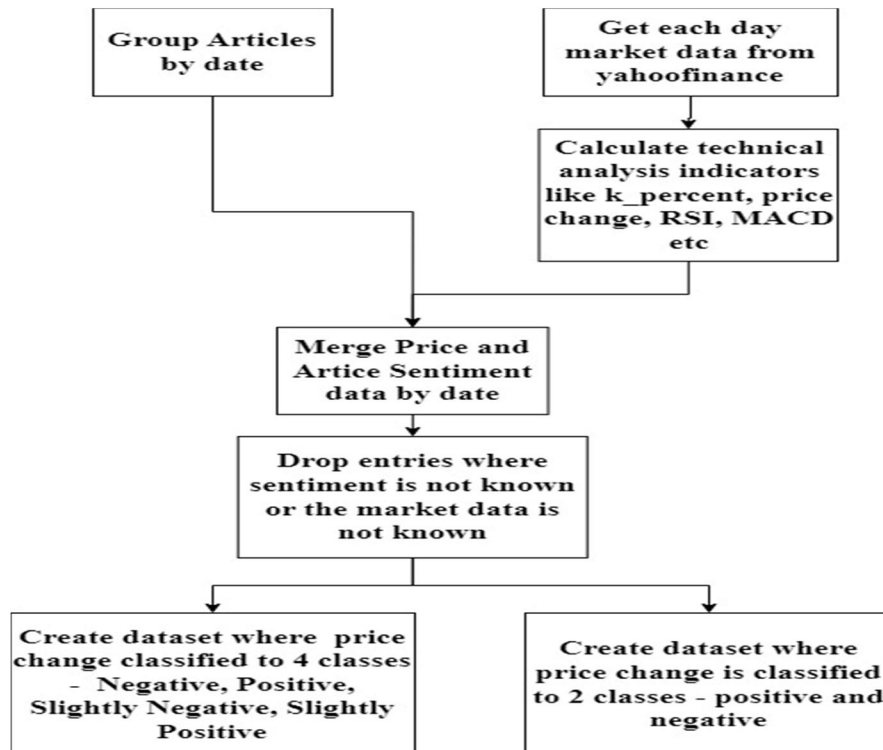 Group Articles
by date
Get each day
market data from
yahoofinance
Calculate technical
analysis indicators
like k_percent, price
change, RSI, MACD
etc
Merge Price and
Artice Sentiment
data by date
Drop entries where
sentiment is not known
or the market data is
not known
Create dataset where price
change classified to 4 classes
- Negative, Positive,
Slightly Negative, Slightly
Positive
Create dataset where
price change is classified
to 2 classes - positive and
negative